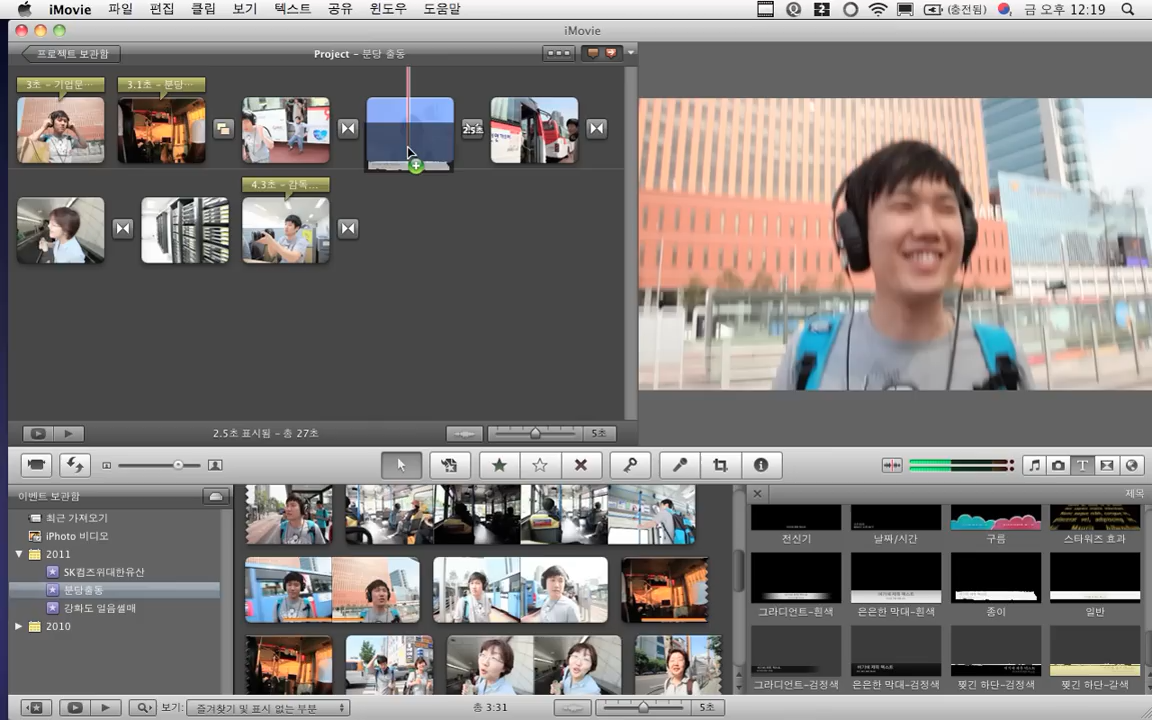 iMovie 파일 편집 클립 보기 텍스트 공유 윈도우 도움말 (충전됨) 금 오후 12:19
iMovie
프로젝트 보관함 Project - 분당 출동
3초 - 기업문… 3.1초 - 분당…
2.5초
4.3초 - 감독…
2.5초 표시됨 - 총 27초 5초
이벤트 보관함 제목
최근 가져오기
iPhoto 비디오
2011
SK컴즈위대한유산
분당출동
강화도 얼음썰매
2010
전신기 날짜/시간 구름 스타워즈 효과
그라디언트-흰색 은은한 막대-흰색 종이 일반
그라디언트-검정색 은은한 막대-검정색 찢긴 하단-검정색 찢긴 하단-갈색
보기: 즐겨찾기 및 표시 없는 부분 총 3:31 5초